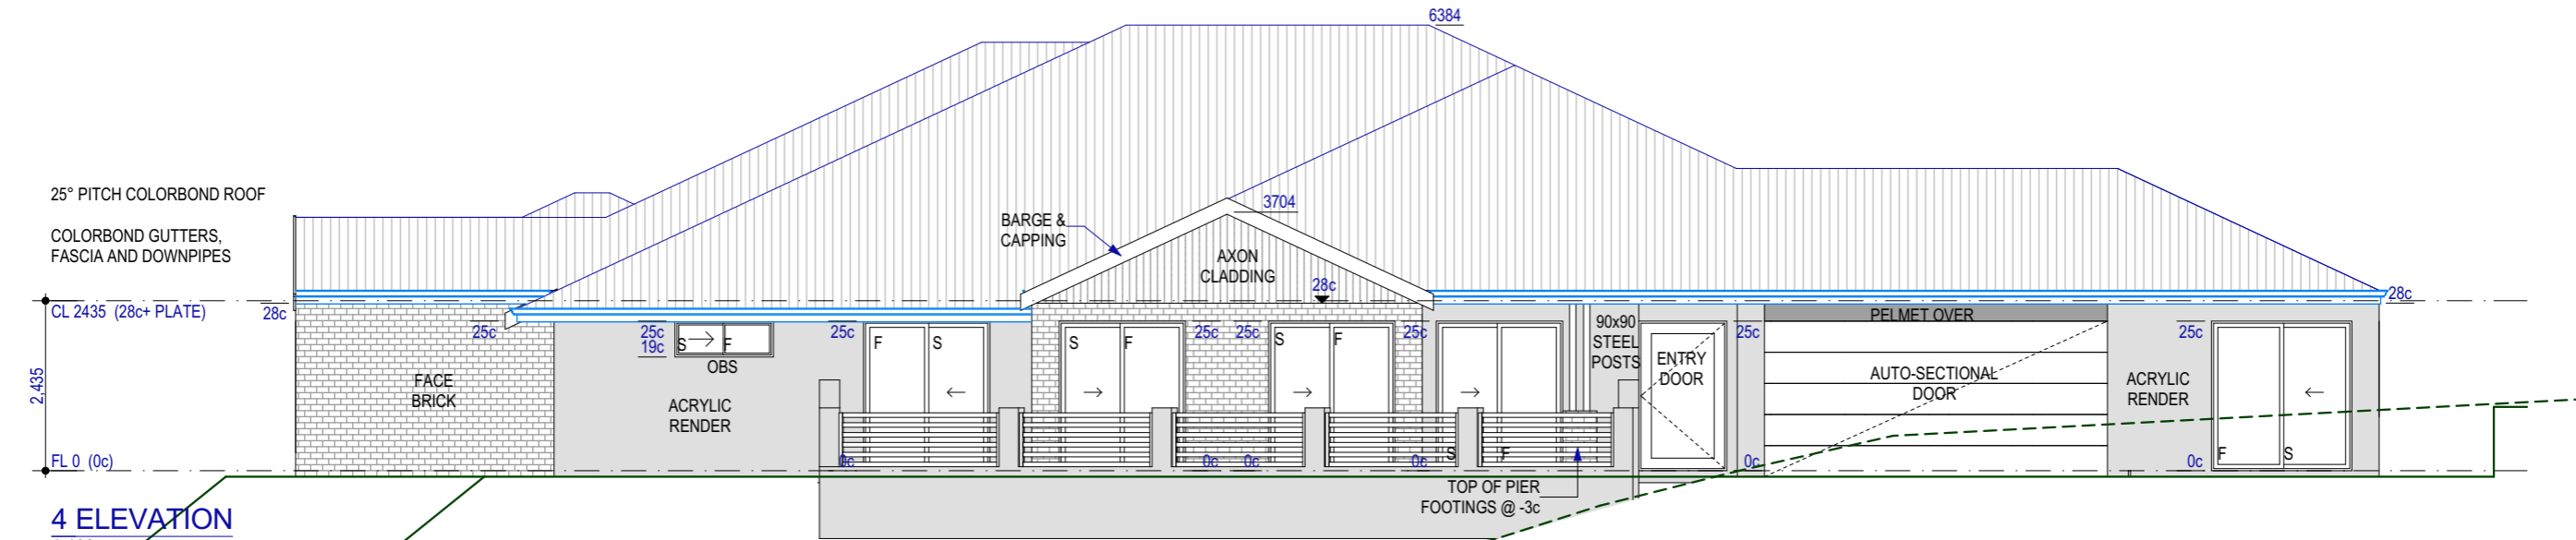 6384
25° PITCH COLORBOND ROOF
COLORBOND GUTTERS,
FASCIA AND DOWNPIPES
BARGE &
CAPPING
3704
AXON
CLADDING
28c
CL 2435 (28c+ PLATE)
28c
28c
25c
25c
19c
S F
OBS
25c
F S
S F
25c
25c
S F
25c
90x90
STEEL
POSTS
ENTRY
DOOR
25c
PELMET OVER
AUTO-SECTIONAL
DOOR
25c
2,435
FACE
BRICK
ACRYLIC
RENDER
ACRYLIC
RENDER
FL 0 (0c)
0c
0c
0c
0c
S F
0c
0c
F S
TOP OF PIER
FOOTINGS @ -3c
4 ELEVATION